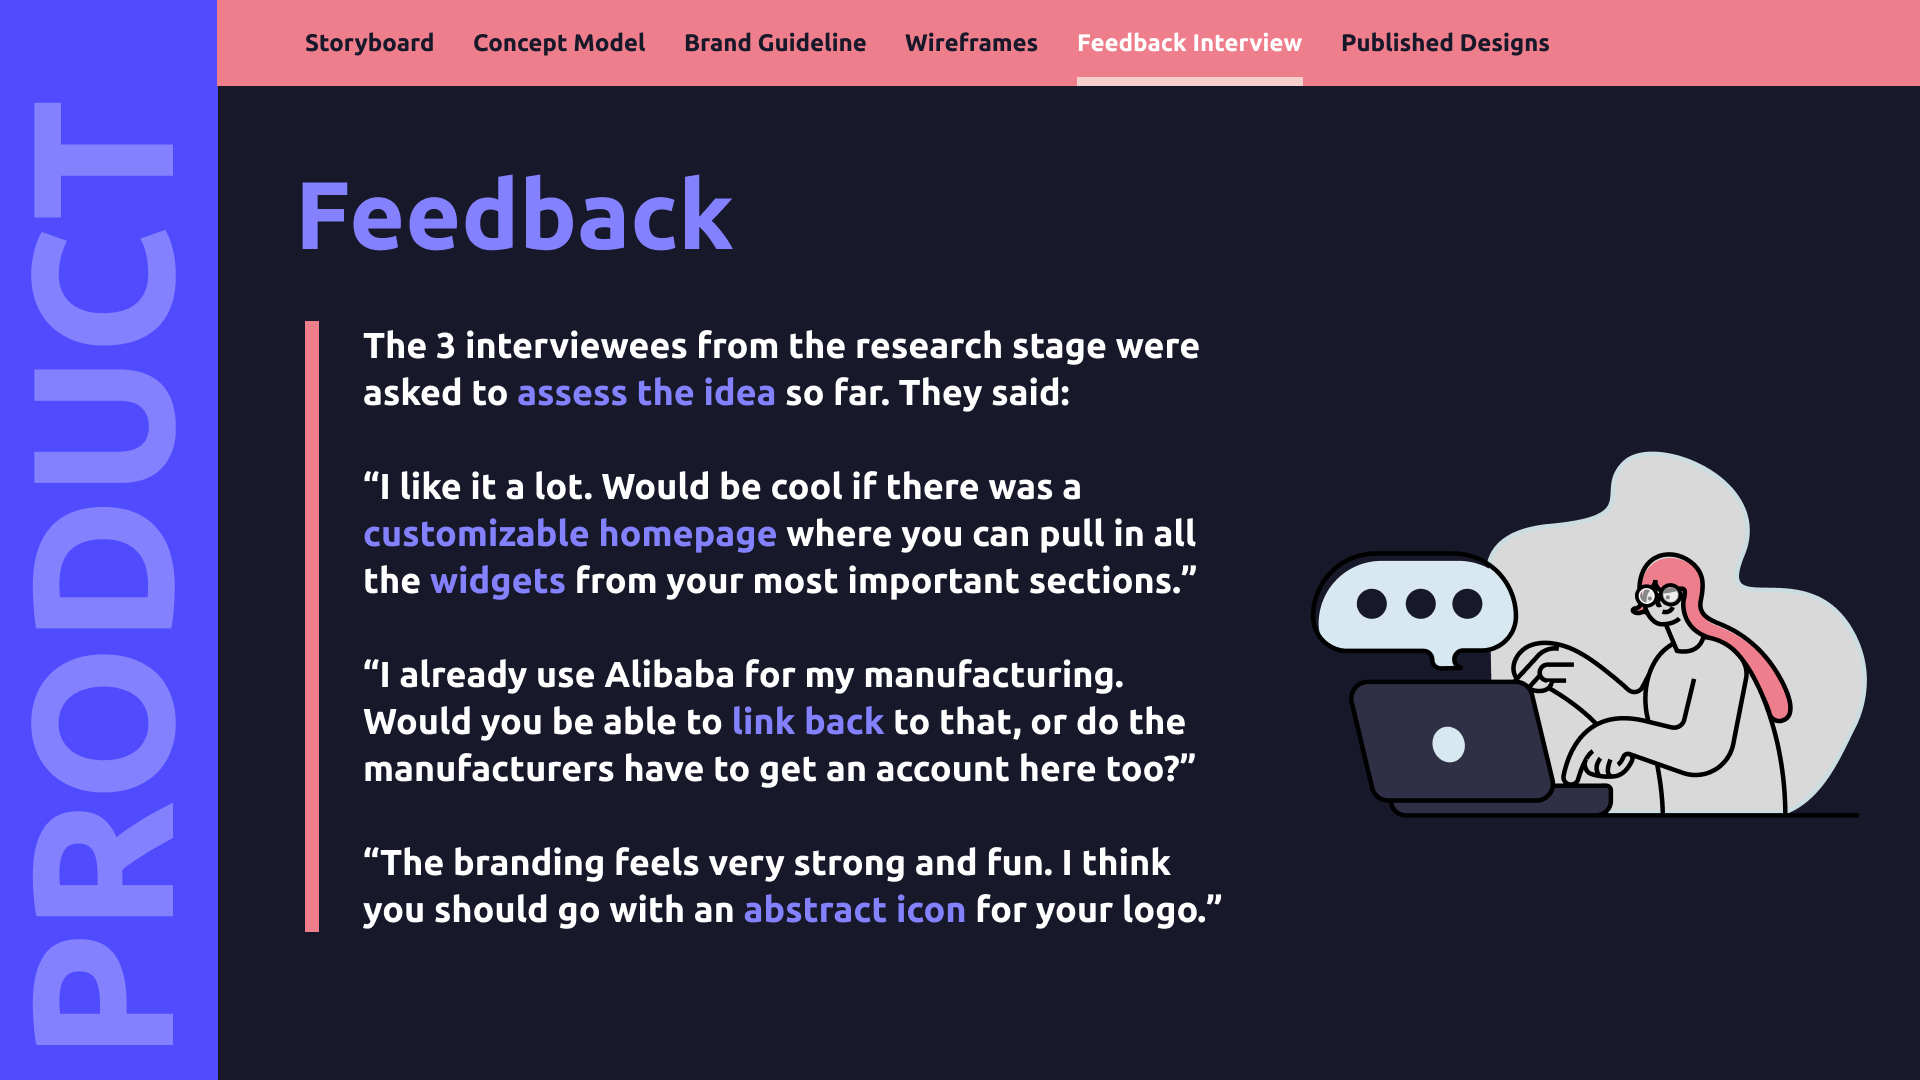 PRODUCT
Storyboard
Concept Model
Brand Guideline
Wireframes
Feedback Interview
Published Designs
Feedback
The 3 interviewees from the research stage were
asked to assess the idea so far. They said:
“I like it a lot. Would be cool if there was a
customizable homepage where you can pull in all
the widgets from your most important sections.”
“I already use Alibaba for my manufacturing.
Would you be able to link back to that, or do the
manufacturers have to get an account here too?”
“The branding feels very strong and fun. I think
you should go with an abstract icon for your logo.”